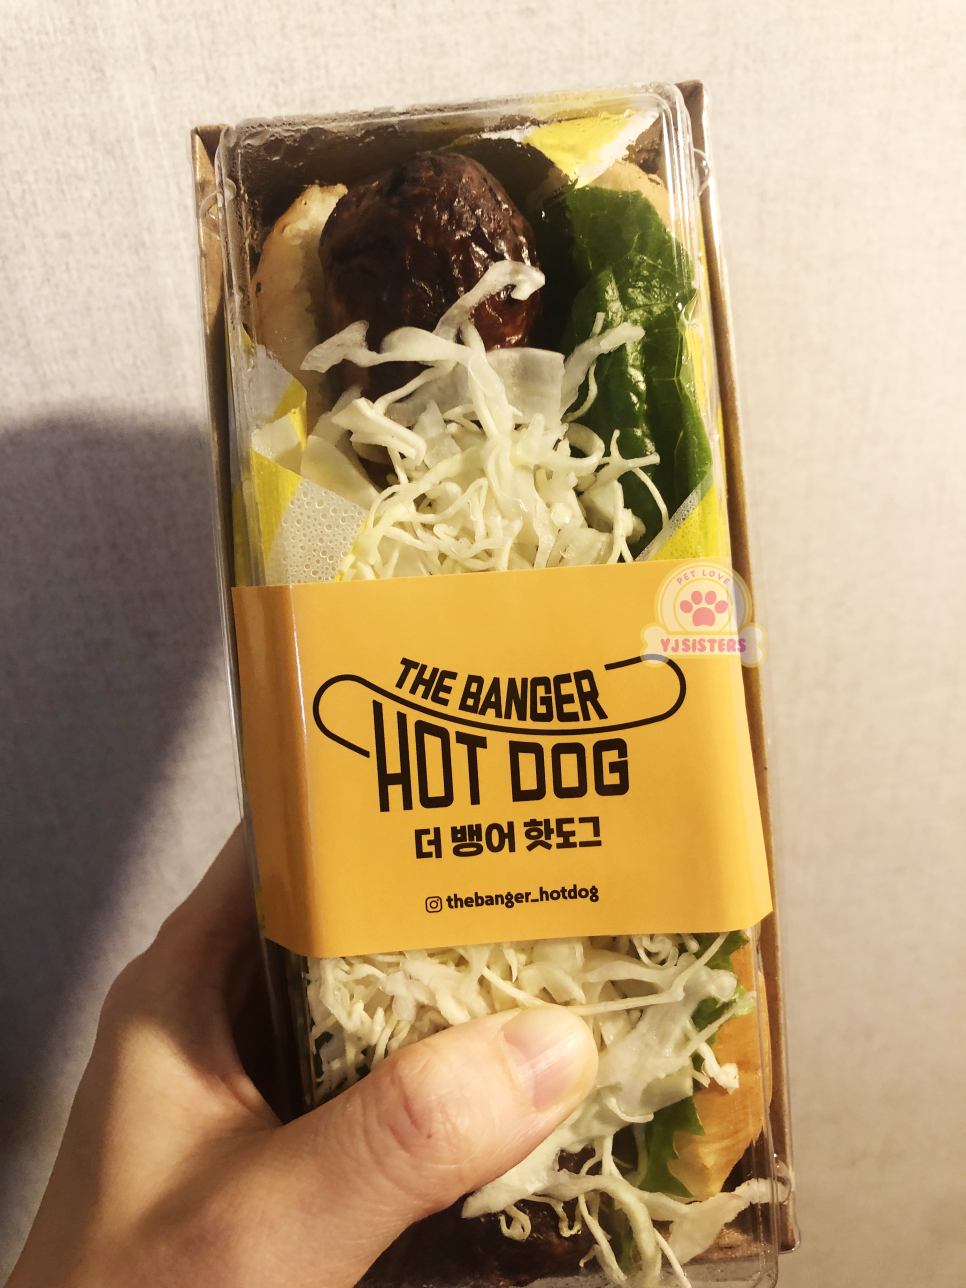 PET LOVE
YJSISTERS
THE BANGER
HOT DOG
더 뱅어 핫도그
thebanger_hotdog